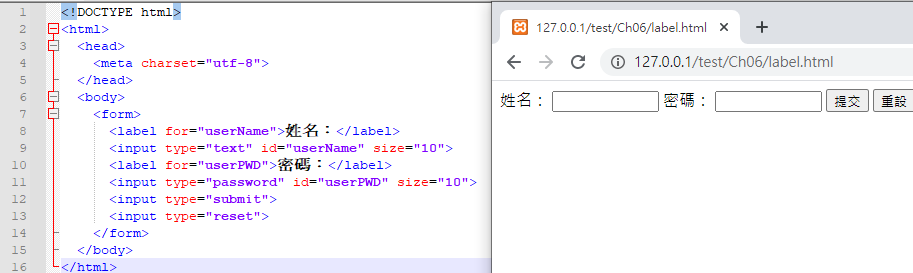 1 <!DOCTYPE html>
2 <html>
3 <head>
4 <meta charset="utf-8">
5 </head>
6 <body>
7 <form>
8 <label for="userName">姓名：</label>
9 <input type="text" id="userName" size="10">
10 <label for="userPWD">密碼：</label>
11 <input type="password" id="userPWD" size="10">
12 <input type="submit">
13 <input type="reset">
14 </form>
15 </body>
16 </html>
127.0.0.1/test/Ch06/label.html
127.0.0.1/test/Ch06/label.html
姓名： 密碼： 提交 重設